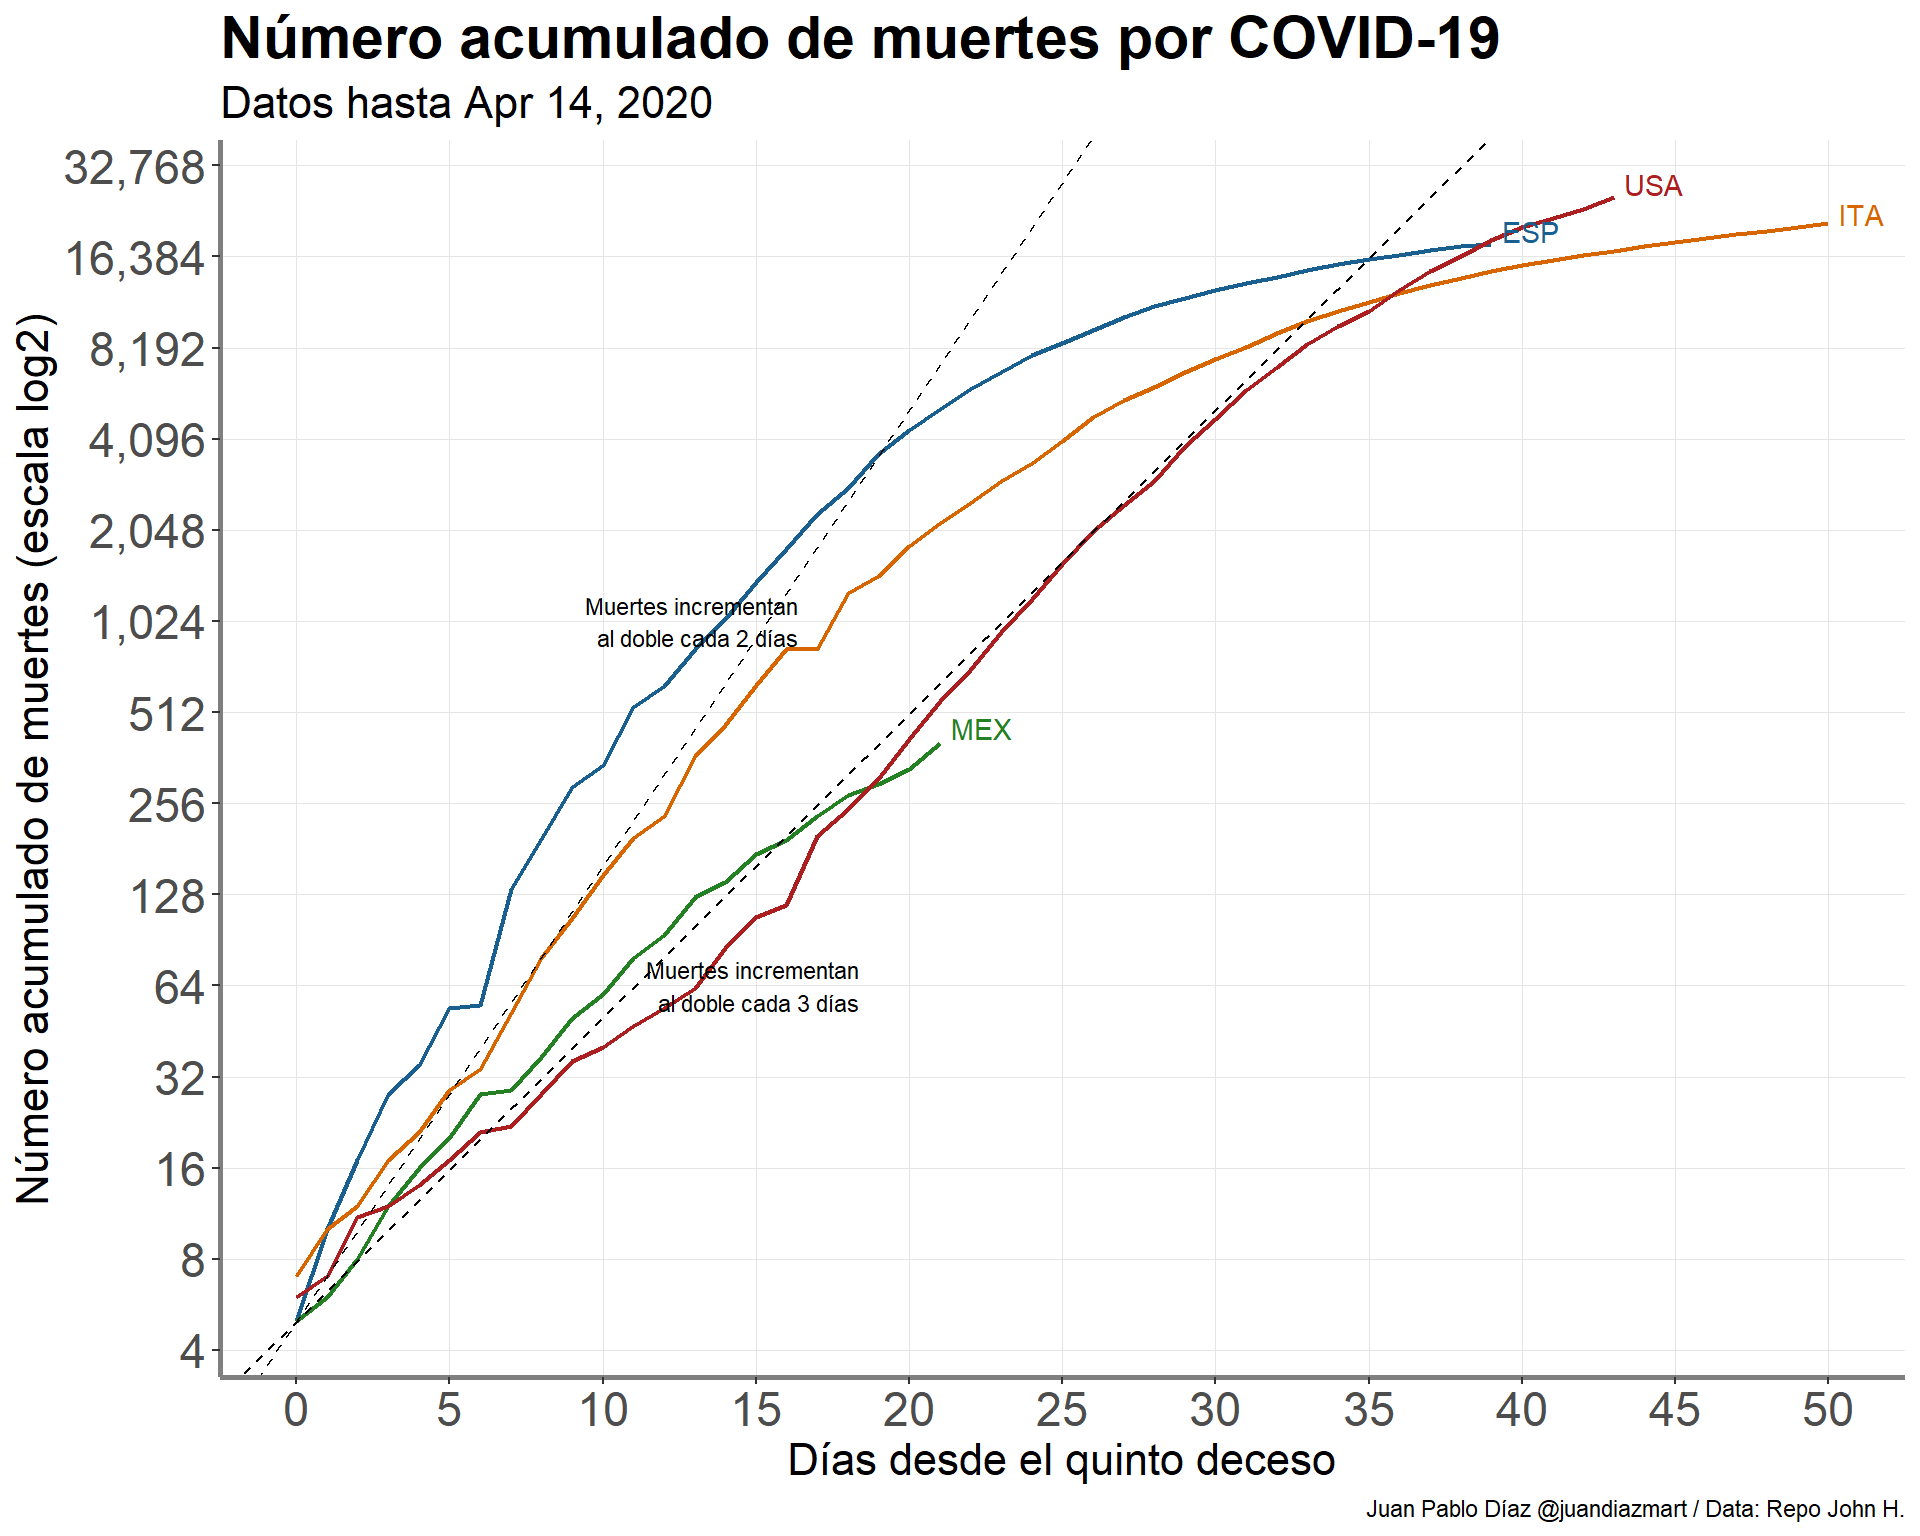 Número acumulado de muertes por COVID-19
Datos hasta Apr 14, 2020
Número acumulado de muertes (escala log2)
32,768
16,384
8,192
4,096
2,048
1,024
512
256
128
64
32
16
8
4
USA
ITA
ESP
MEX
Muertes incrementan
al doble cada 2 días
Muertes incrementan
al doble cada 3 días
0 5 10 15 20 25 30 35 40 45 50
Días desde el quinto deceso
Juan Pablo Díaz @juandiazmart / Data: Repo John H.